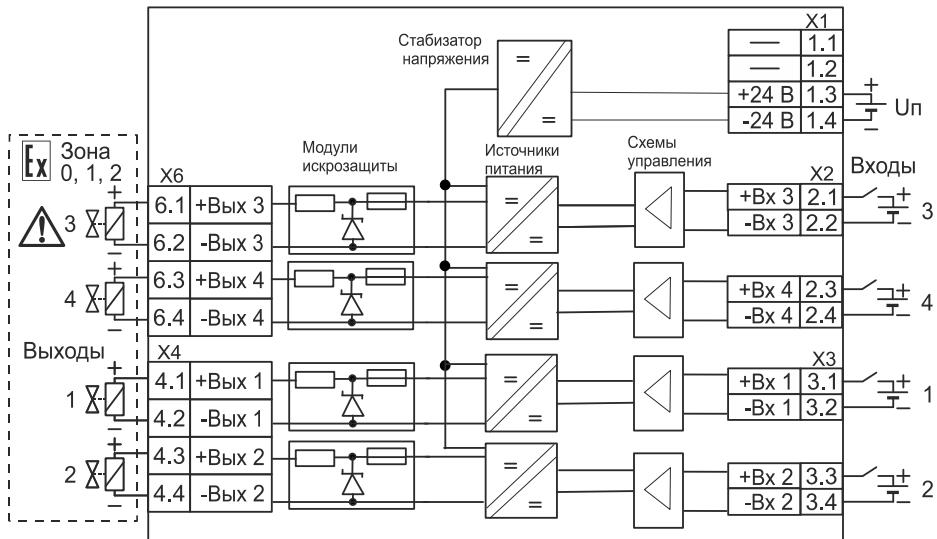 X1
Стабизатор
напряжения
— 1.1
— 1.2
+24 В 1.3
-24 В 1.4
+
−
Uп
Ex Зона
0, 1, 2
Модули
искрозащиты
Источники
питания
Схемы
управления
Входы
X6
X2
+
3
−
6.1 +Вых 3
6.2 -Вых 3
=
=
+Вх 3 2.1
-Вх 3 2.2
+
−
3
+
4
−
6.3 +Вых 4
6.4 -Вых 4
=
=
+Вх 4 2.3
-Вх 4 2.4
+
−
4
Выходы
X4
X3
+
1
−
4.1 +Вых 1
4.2 -Вых 1
=
=
+Вх 1 3.1
-Вх 1 3.2
+
−
1
+
2
−
4.3 +Вых 2
4.4 -Вых 2
=
=
+Вх 2 3.3
-Вх 2 3.4
+
−
2